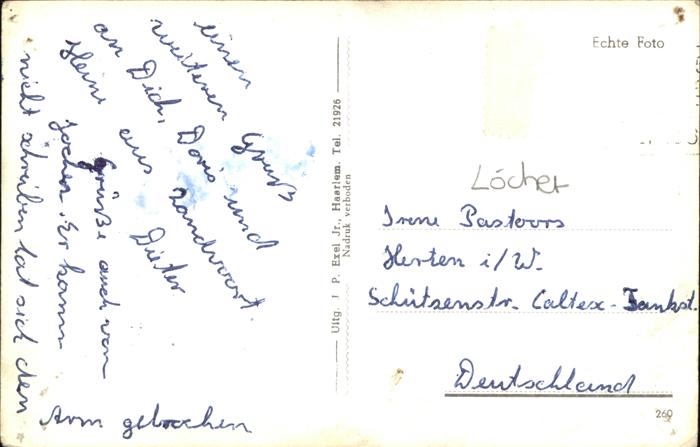 einen
weiteren Gruß
an Dich, Doris und
Heini aus Zandvoort.
Dieter
Grüße auch von
Jochen. Er kann
nicht schreiben hat sich den
Arm gebrochen
Uitg. J. P. Exel Jr., Haarlem. Tel. 21926
Nadruk verboden
Echte Foto
Löcher
Irene Pastoors
Herten i/W.
Schützenstr. Caltex-Tankst.
Deutschland
260